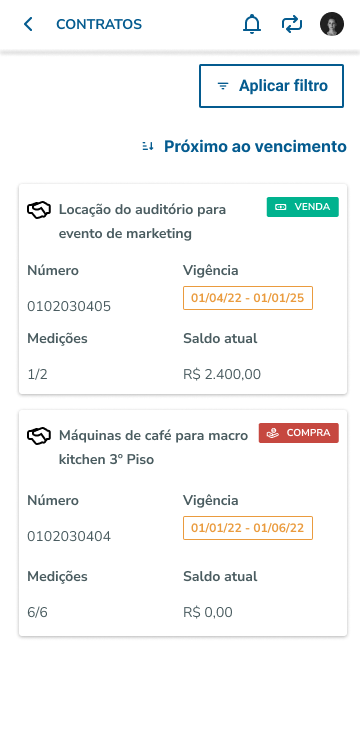 CONTRATOS
Aplicar filtro
Próximo ao vencimento
Locação do auditório para
evento de marketing
VENDA
Número
Vigência
0102030405
01/04/22 - 01/01/25
Medições
Saldo atual
1/2
R$ 2.400,00
Máquinas de café para macro
kitchen 3º Piso
COMPRA
Número
Vigência
0102030404
01/01/22 - 01/06/22
Medições
Saldo atual
6/6
R$ 0,00